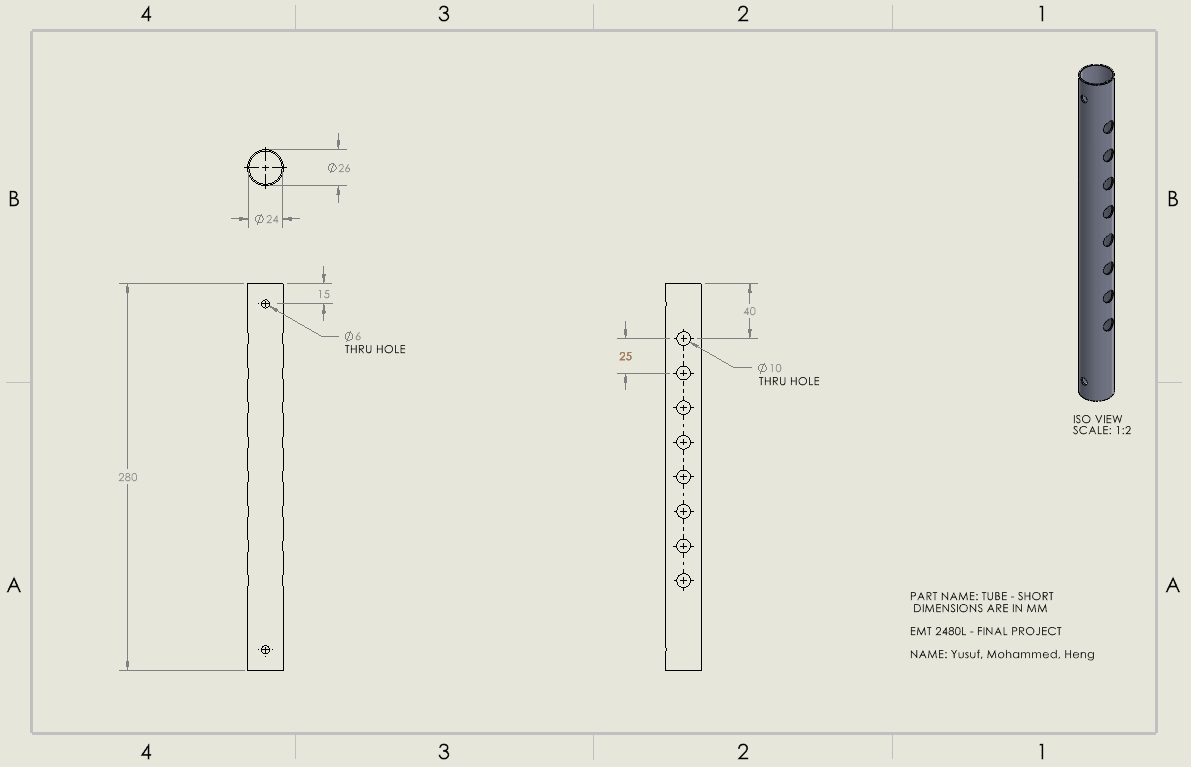 4 3 2 1
B B
Ø26
Ø24
15
Ø6
THRU HOLE
280
40
25
Ø10
THRU HOLE
ISO VIEW
SCALE: 1:2
A A
PART NAME: TUBE - SHORT
DIMENSIONS ARE IN MM
EMT 2480L - FINAL PROJECT
NAME: Yusuf, Mohammed, Heng
4 3 2 1